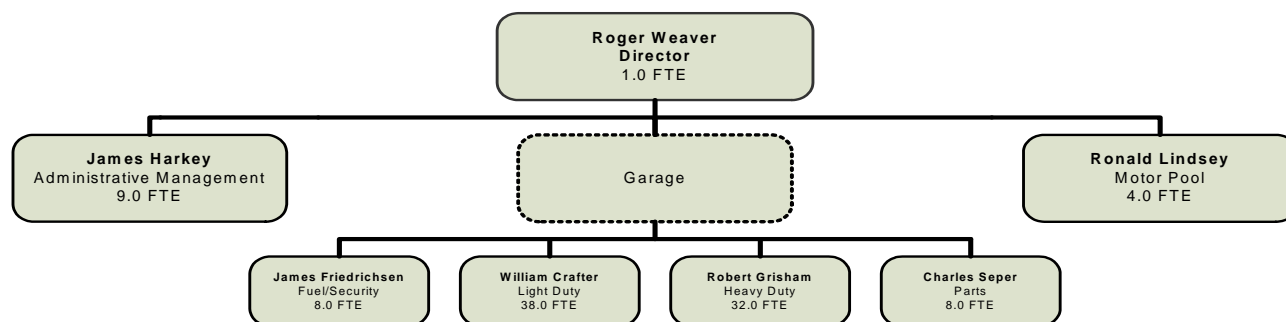 Roger Weaver
Director
1.0 FTE
James Harkey
Administrative Management
9.0 FTE
Garage
Ronald Lindsey
Motor Pool
4.0 FTE
James Friedrichsen
Fuel/Security
8.0 FTE
William Crafter
Light Duty
38.0 FTE
Robert Grisham
Heavy Duty
32.0 FTE
Charles Seper
Parts
8.0 FTE